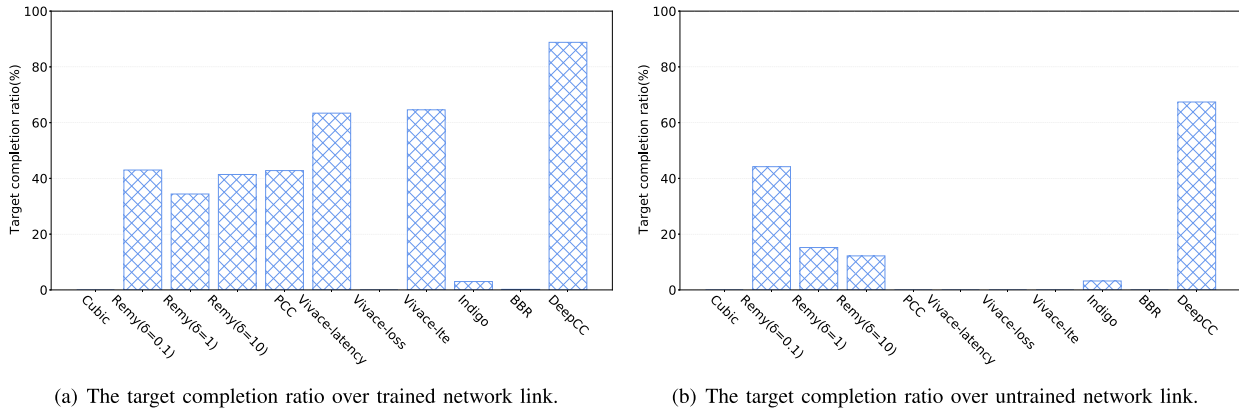 100
80
60
40
20
0
Target completion ratio(%)
Cubic
Remy(δ=0.1)
Remy(δ=1)
Remy(δ=10)
PCC
Vivace-latency
Vivace-loss
Vivace-lte
Indigo
BBR
DeepCC
(a) The target completion ratio over trained network link.
100
80
60
40
20
0
Target completion ratio(%)
Cubic
Remy(δ=0.1)
Remy(δ=1)
Remy(δ=10)
PCC
Vivace-latency
Vivace-loss
Vivace-lte
Indigo
BBR
DeepCC
(b) The target completion ratio over untrained network link.